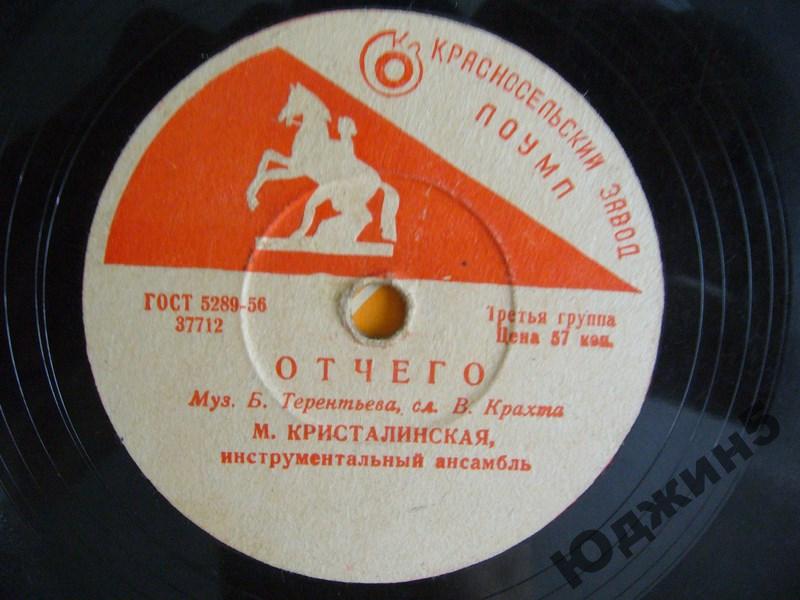 КРАСНОСЕЛЬСКИЙ ЗАВОД
ЛОУМП
ГОСТ 5289-56
37712
Третья группа
Цена 57 коп.
ОТЧЕГО
Муз. Б. Терентьева, сл. В. Крахта
М. КРИСТАЛИНСКАЯ,
инструментальный ансамбль
Юджин5